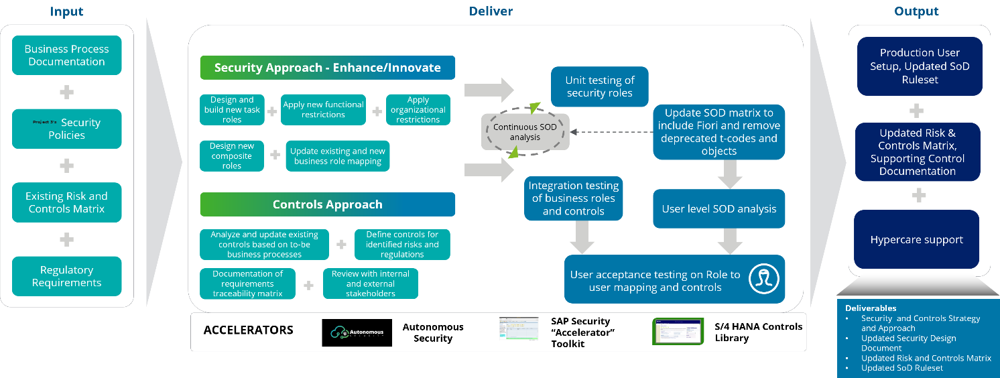 Input
Business Process
Documentation
Project 3's Security
Policies
Existing Risk and
Controls Matrix
Regulatory
Requirements
Deliver
Security Approach - Enhance/Innovate
Design and
build new task
roles
Apply new functional
restrictions
Apply
organizational
restrictions
Design new
composite
roles
Update existing and new
business role mapping
Controls Approach
Analyze and update existing
controls based on to-be
business processes
Define controls for
identified risks and
regulations
Documentation of
requirements
traceability matrix
Review with internal
and external
stakeholders
Unit testing of
security roles
Continuous SOD
analysis
Update SOD matrix to
include Fiori and remove
deprecated t-codes and
objects
Integration testing
of business roles
and controls
User level SOD analysis
User acceptance testing on Role to
user mapping and controls
ACCELERATORS
Autonomous
SECURITY
Autonomous
Security
SAP Security
“Accelerator”
Toolkit
S/4 HANA Controls
Library
Output
Production User
Setup, Updated SoD
Ruleset
Updated Risk &
Controls Matrix,
Supporting Control
Documentation
Hypercare support
Deliverables
• Security and Controls Strategy
and Approach
• Updated Security Design
Document
• Updated Risk and Controls Matrix
• Updated SoD Ruleset